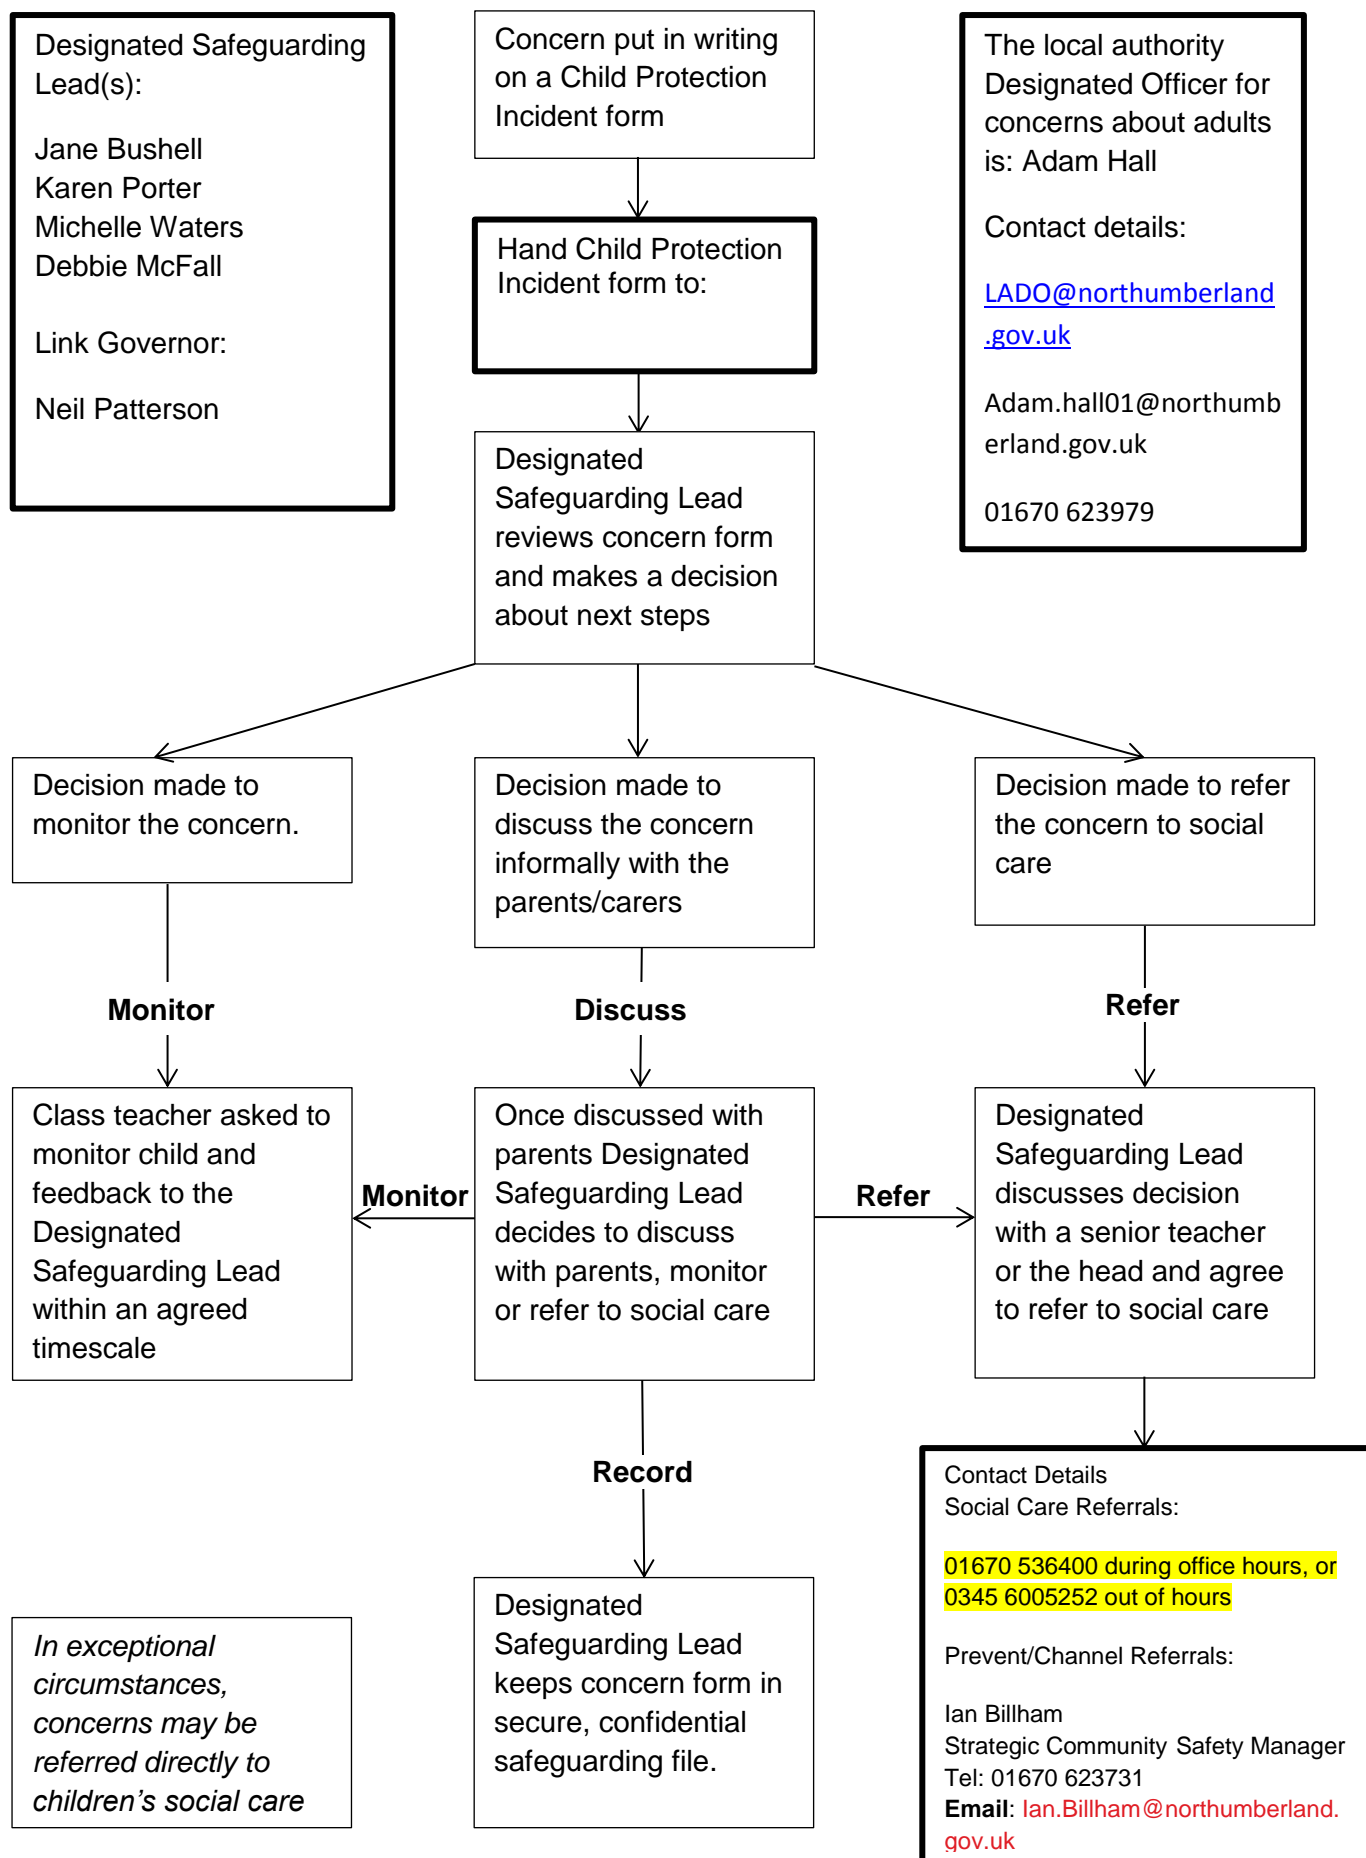 Designated Safeguarding
Lead(s):
Jane Bushell
Karen Porter
Michelle Waters
Debbie McFall
Link Governor:
Neil Patterson
Concern put in writing
on a Child Protection
Incident form
The local authority
Designated Officer for
concerns about adults
is: Adam Hall
Contact details:
LADO@northumberland
.gov.uk
Adam.hall01@northumb
erland.gov.uk
01670 623979
Hand Child Protection
Incident form to:
Designated
Safeguarding Lead
reviews concern form
and makes a decision
about next steps
Decision made to
monitor the concern.
Decision made to
discuss the concern
informally with the
parents/carers
Decision made to refer
the concern to social
care
Monitor
Discuss
Refer
Class teacher asked to
monitor child and
feedback to the
Designated
Safeguarding Lead
within an agreed
timescale
Monitor
Once discussed with
parents Designated
Safeguarding Lead
decides to discuss
with parents, monitor
or refer to social care
Refer
Designated
Safeguarding Lead
discusses decision
with a senior teacher
or the head and agree
to refer to social care
Record
In exceptional
circumstances,
concerns may be
referred directly to
children’s social care
Designated
Safeguarding Lead
keeps concern form in
secure, confidential
safeguarding file.
Contact Details
Social Care Referrals:
01670 536400 during office hours, or
0345 6005252 out of hours
Prevent/Channel Referrals:
Ian Billham
Strategic Community Safety Manager
Tel: 01670 623731
Email: Ian.Billham@northumberland.
gov.uk